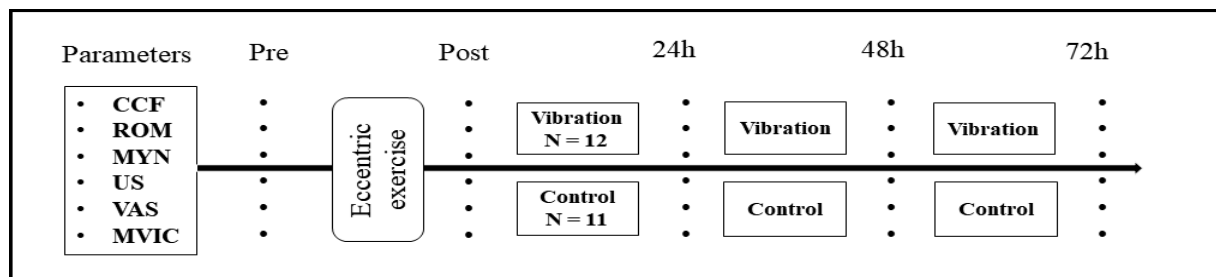 Parameters Pre Post 24h 48h 72h
• CCF
• ROM
• MYN
• US
• VAS
• MVIC
Eccentric
exercise
Vibration
N = 12
Control
N = 11
Vibration
Control
Vibration
Control